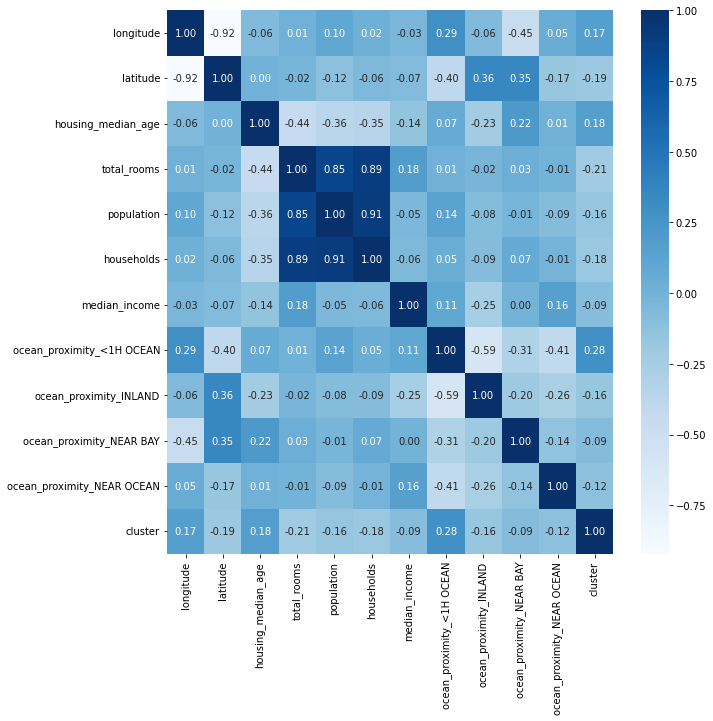 longitude 1.00 -0.92 -0.06 0.01 0.10 0.02 -0.03 0.29 -0.06 -0.45 0.05 0.17
latitude -0.92 1.00 0.00 -0.02 -0.12 -0.06 -0.07 -0.40 0.36 0.35 -0.17 -0.19
housing_median_age -0.06 0.00 1.00 -0.44 -0.36 -0.35 -0.14 0.07 -0.23 0.22 0.01 0.18
total_rooms 0.01 -0.02 -0.44 1.00 0.85 0.89 0.18 0.01 -0.02 0.03 -0.01 -0.21
population 0.10 -0.12 -0.36 0.85 1.00 0.91 -0.05 0.14 -0.08 -0.01 -0.09 -0.16
households 0.02 -0.06 -0.35 0.89 0.91 1.00 -0.06 0.05 -0.09 0.07 -0.01 -0.18
median_income -0.03 -0.07 -0.14 0.18 -0.05 -0.06 1.00 0.11 -0.25 0.00 0.16 -0.09
ocean_proximity_<1H OCEAN 0.29 -0.40 0.07 0.01 0.14 0.05 0.11 1.00 -0.59 -0.31 -0.41 0.28
ocean_proximity_INLAND -0.06 0.36 -0.23 -0.02 -0.08 -0.09 -0.25 -0.59 1.00 -0.20 -0.26 -0.16
ocean_proximity_NEAR BAY -0.45 0.35 0.22 0.03 -0.01 0.07 0.00 -0.31 -0.20 1.00 -0.14 -0.09
ocean_proximity_NEAR OCEAN 0.05 -0.17 0.01 -0.01 -0.09 -0.01 0.16 -0.41 -0.26 -0.14 1.00 -0.12
cluster 0.17 -0.19 0.18 -0.21 -0.16 -0.18 -0.09 0.28 -0.16 -0.09 -0.12 1.00
longitude
latitude
housing_median_age
total_rooms
population
households
median_income
ocean_proximity_<1H OCEAN
ocean_proximity_INLAND
ocean_proximity_NEAR BAY
ocean_proximity_NEAR OCEAN
cluster
1.00
0.75
0.50
0.25
0.00
−0.25
−0.50
−0.75